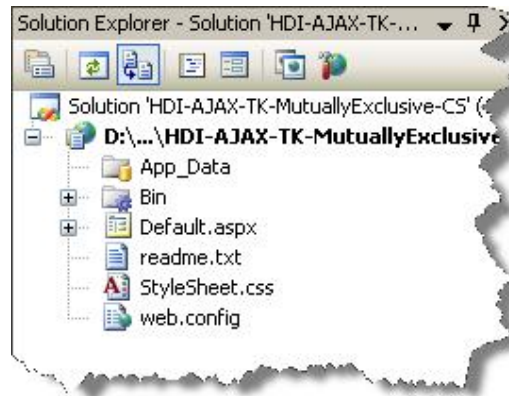 Solution Explorer - Solution 'HDI-AJAX-TK-...
Solution 'HDI-AJAX-TK-MutuallyExclusive-CS' (
D:\...\HDI-AJAX-TK-MutuallyExclusive
App_Data
Bin
Default.aspx
readme.txt
StyleSheet.css
web.config